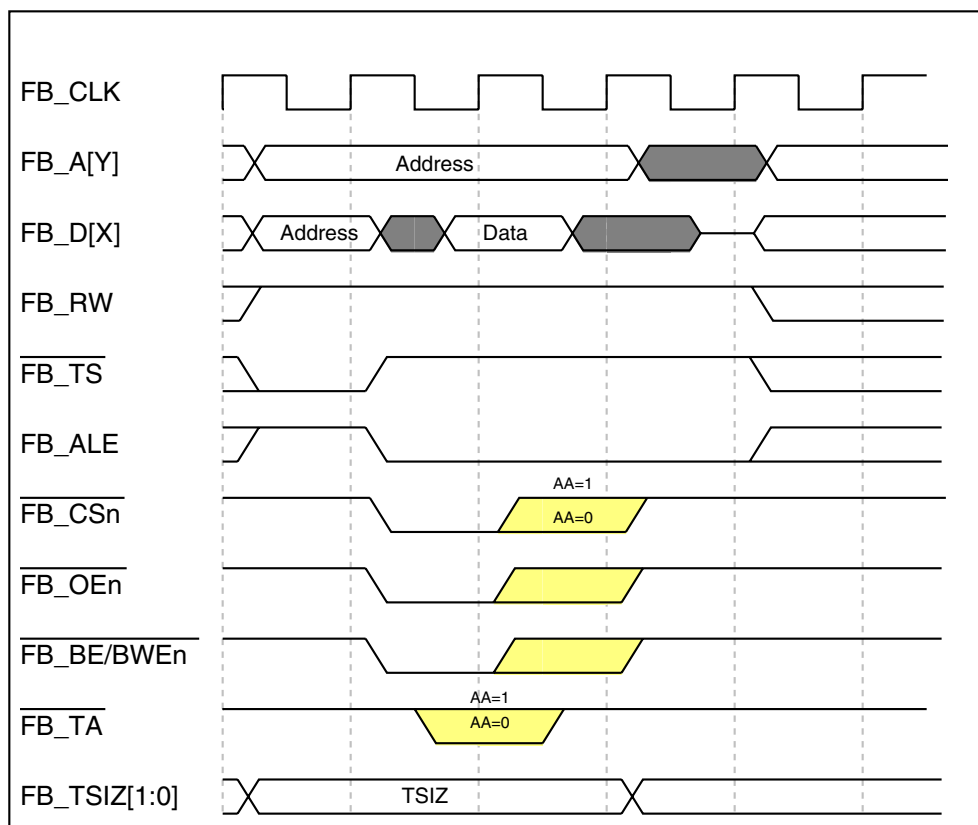 FB_CLK
FB_A[Y]
Address
FB_D[X]
Address
Data
FB_RW
FB_TS
FB_ALE
AA=1
FB_CSn
AA=0
FB_OEn
FB_BE/BWEn
AA=1
FB_TA
AA=0
FB_TSIZ[1:0]
TSIZ